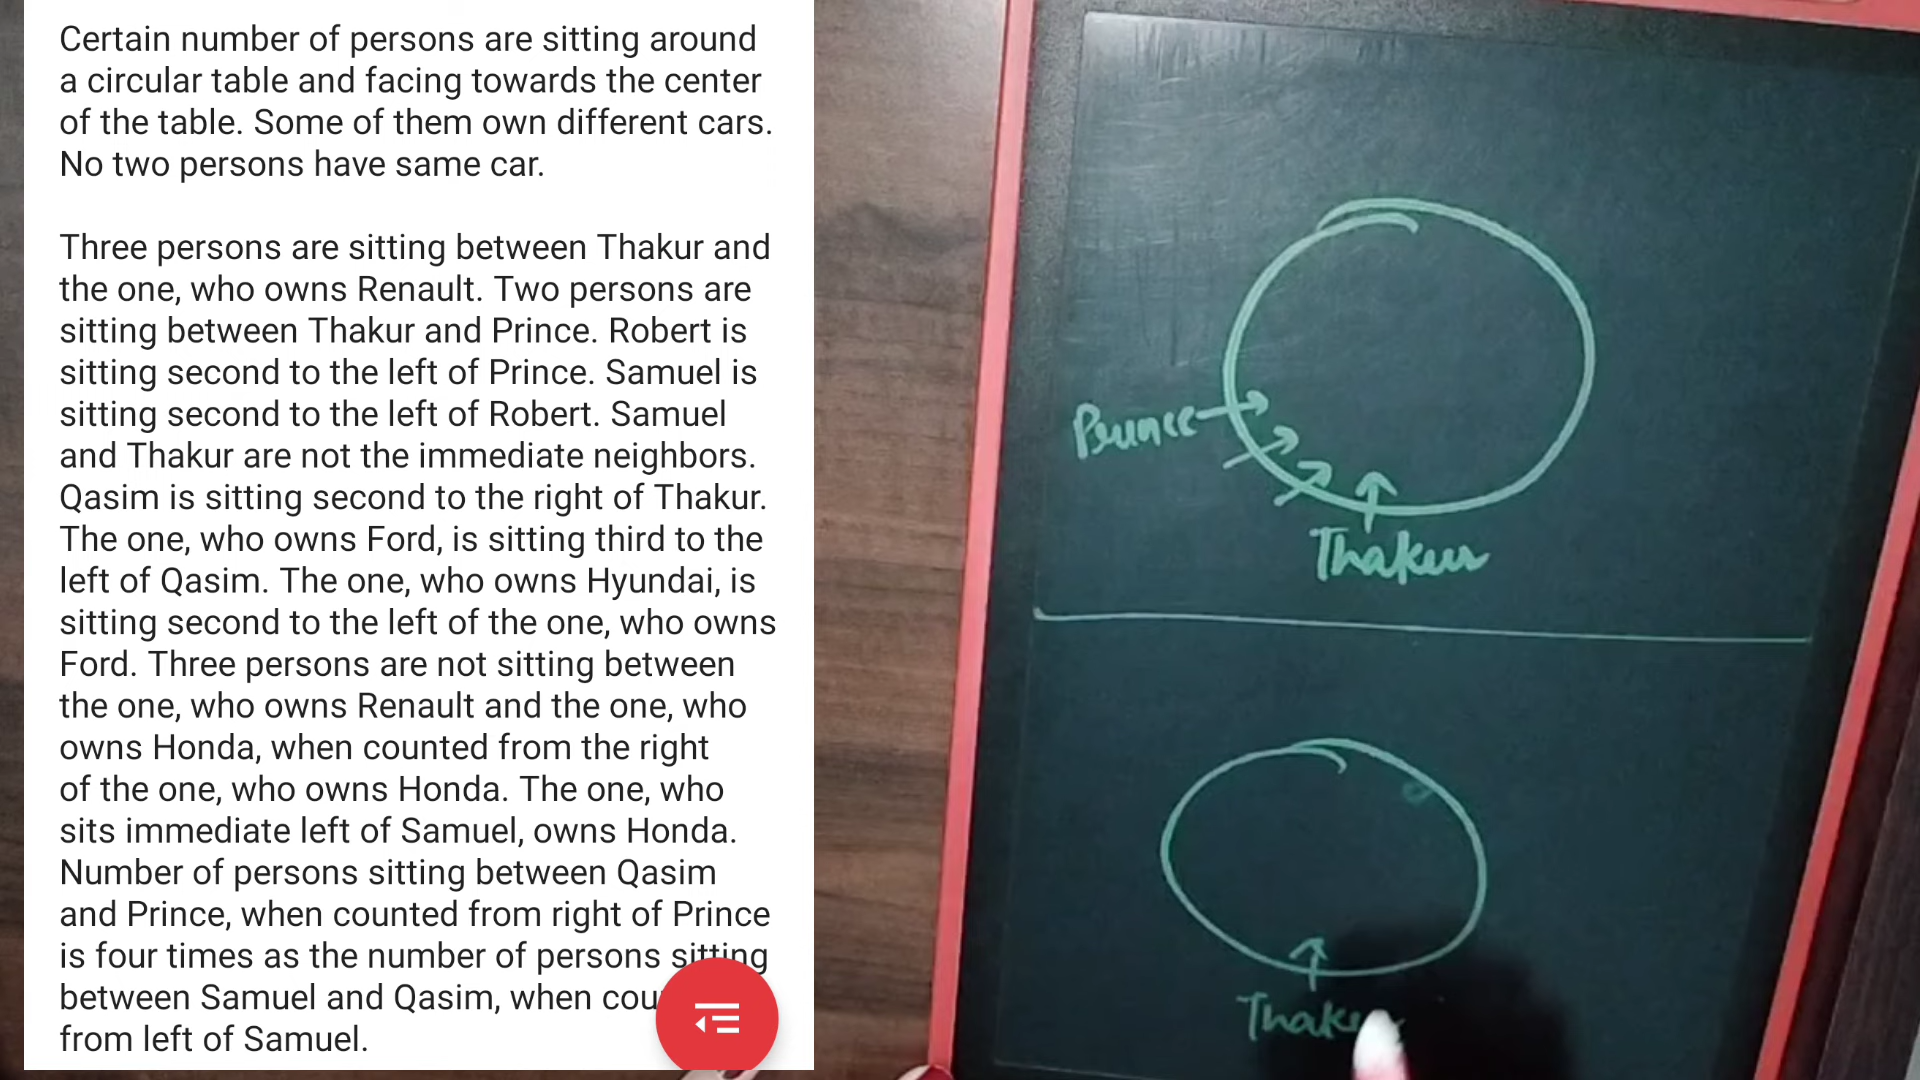 Certain number of persons are sitting around
a circular table and facing towards the center
of the table. Some of them own different cars.
No two persons have same car.
Three persons are sitting between Thakur and
the one, who owns Renault. Two persons are
sitting between Thakur and Prince. Robert is
sitting second to the left of Prince. Samuel is
sitting second to the left of Robert. Samuel
and Thakur are not the immediate neighbors.
Qasim is sitting second to the right of Thakur.
The one, who owns Ford, is sitting third to the
left of Qasim. The one, who owns Hyundai, is
sitting second to the left of the one, who owns
Ford. Three persons are not sitting between
the one, who owns Renault and the one, who
owns Honda, when counted from the right
of the one, who owns Honda. The one, who
sits immediate left of Samuel, owns Honda.
Number of persons sitting between Qasim
and Prince, when counted from right of Prince
is four times as the number of persons sitting
between Samuel and Qasim, when
from left of Samuel.
Prince
Thakur